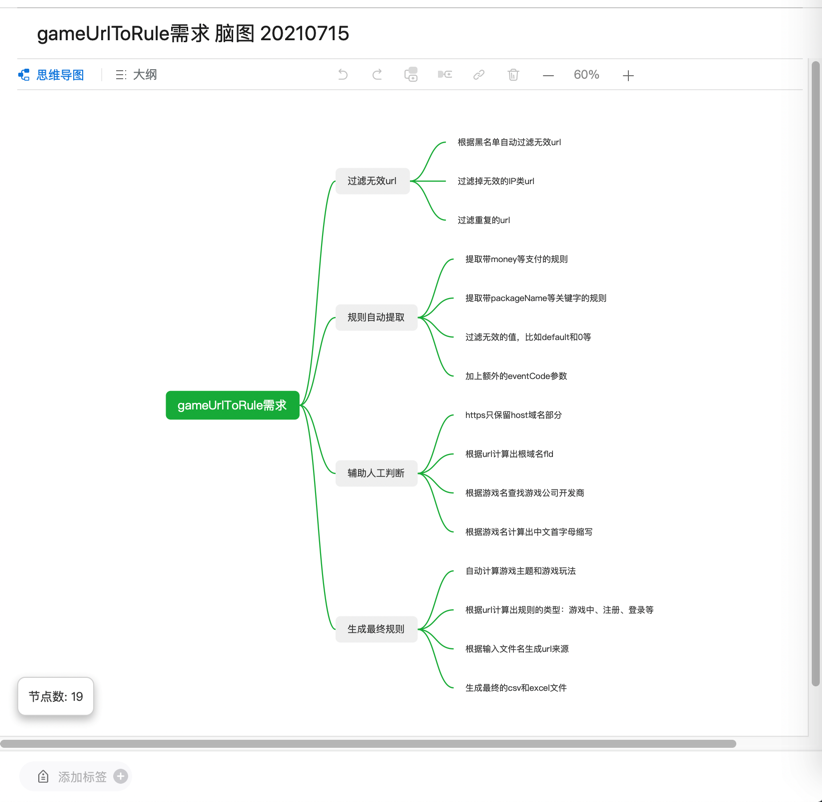 gameUrlToRule需求 脑图 20210715
思维导图
大纲
60%
根据黑名单自动过滤无效url
过滤无效url
过滤掉无效的IP类url
过滤重复的url
提取带money等支付的规则
提取带packageName等关键字的规则
规则自动提取
过滤无效的值，比如default和0等
加上额外的eventCode参数
gameUrlToRule需求
https只保留host域名部分
根据url计算出根域名fld
辅助人工判断
根据游戏名查找游戏公司开发商
根据游戏名计算出中文首字母缩写
自动计算游戏主题和游戏玩法
根据url计算出规则的类型：游戏中、注册、登录等
生成最终规则
根据输入文件名生成url来源
生成最终的csv和excel文件
节点数: 19
添加标签